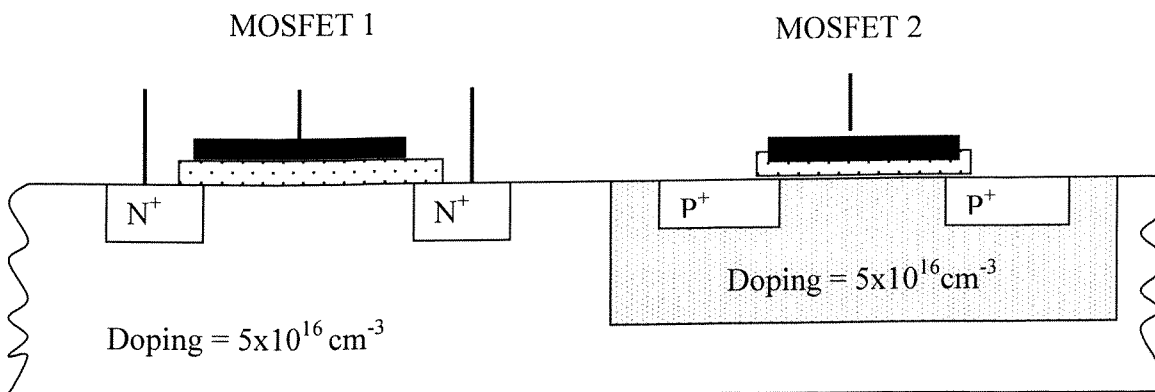 MOSFET 1
MOSFET 2
N⁺
N⁺
P⁺
P⁺
Doping = 5x10¹⁶ cm⁻³
Doping = 5x10¹⁶cm⁻³